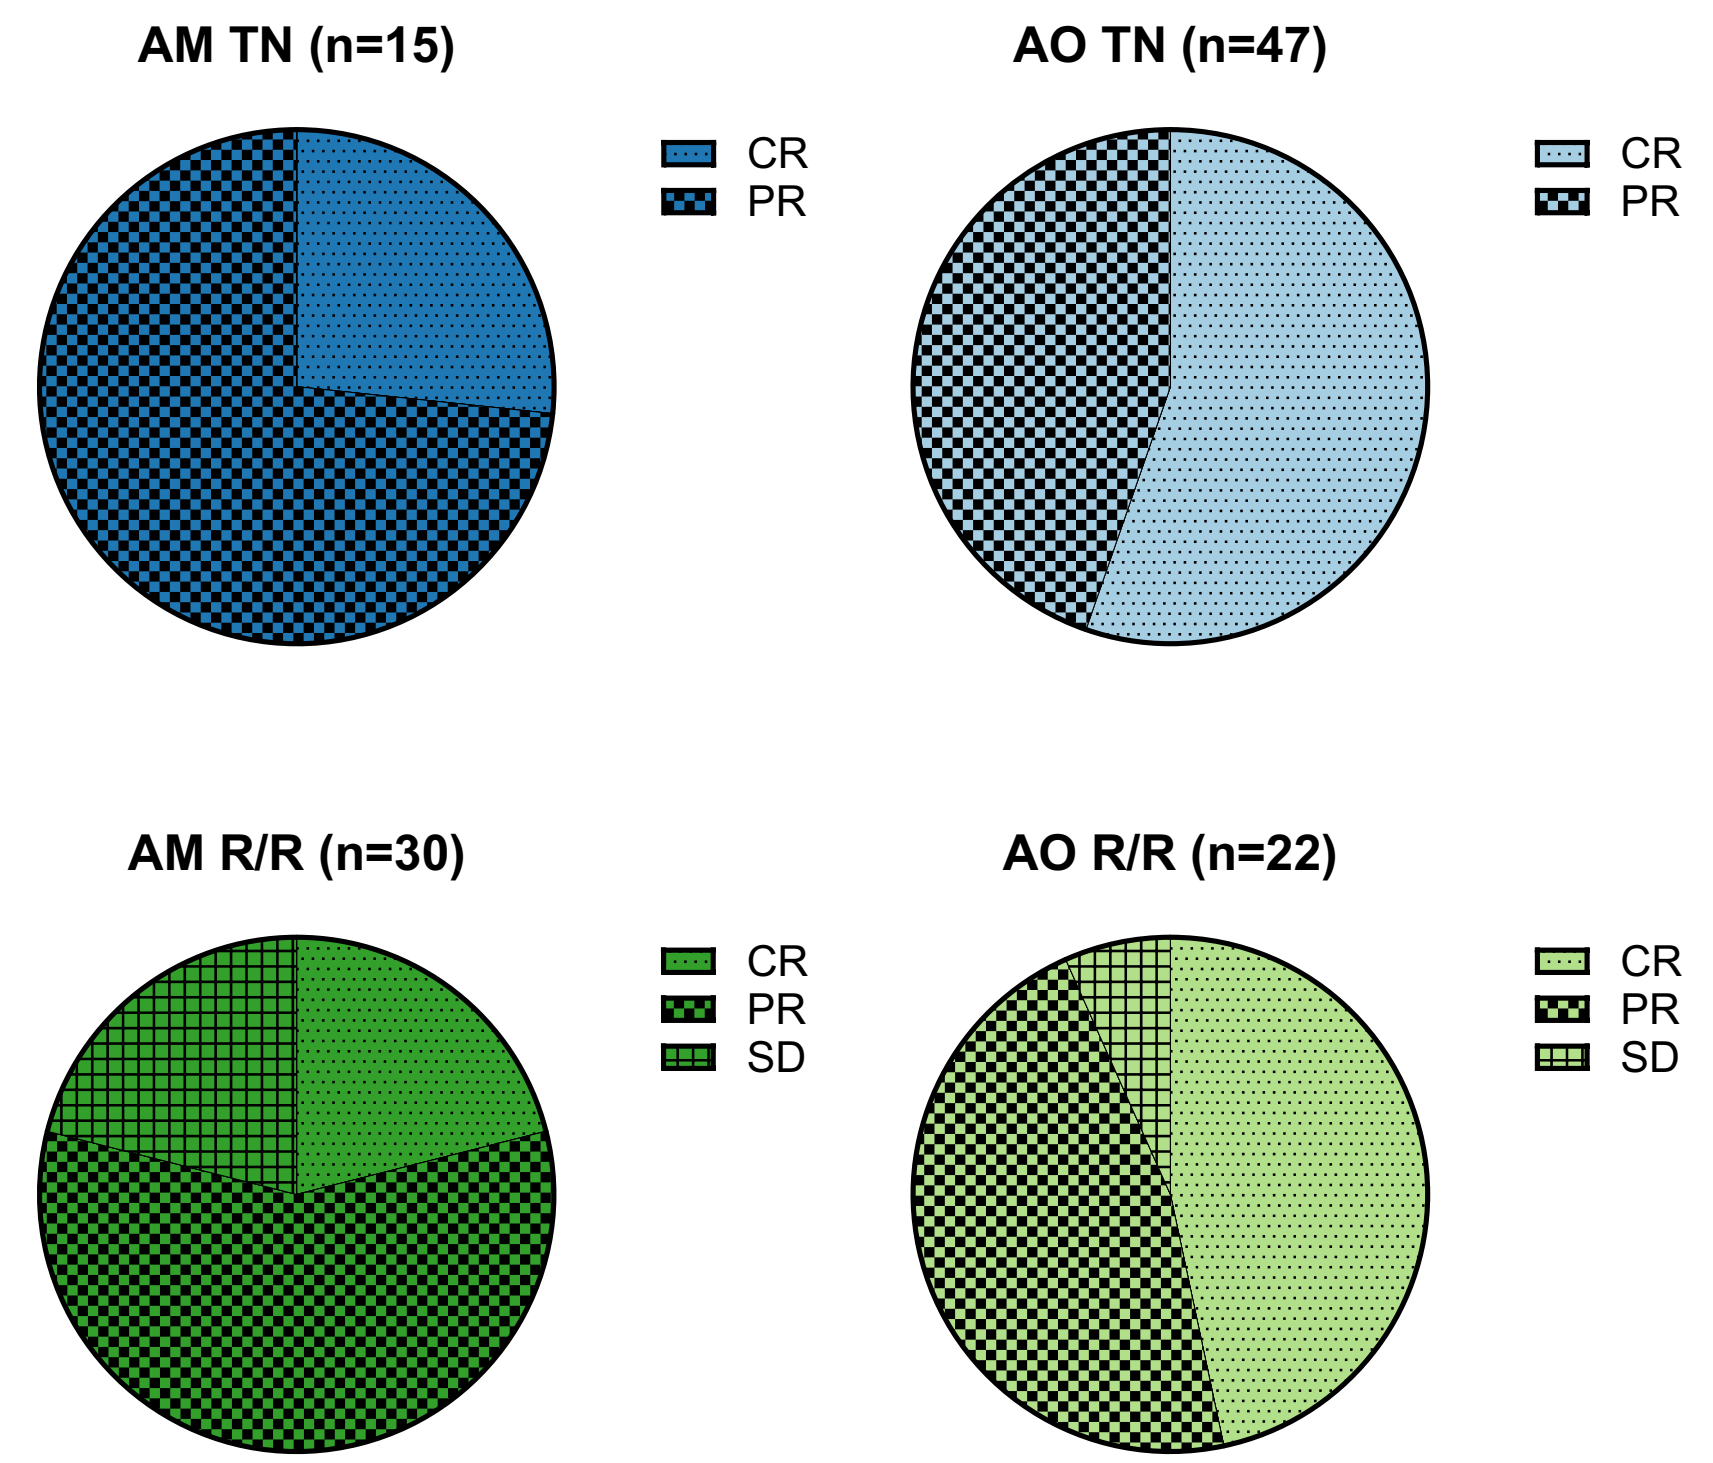 AM TN (n=15)
CR
PR
AO TN (n=47)
CR
PR
AM R/R (n=30)
CR
PR
SD
AO R/R (n=22)
CR
PR
SD